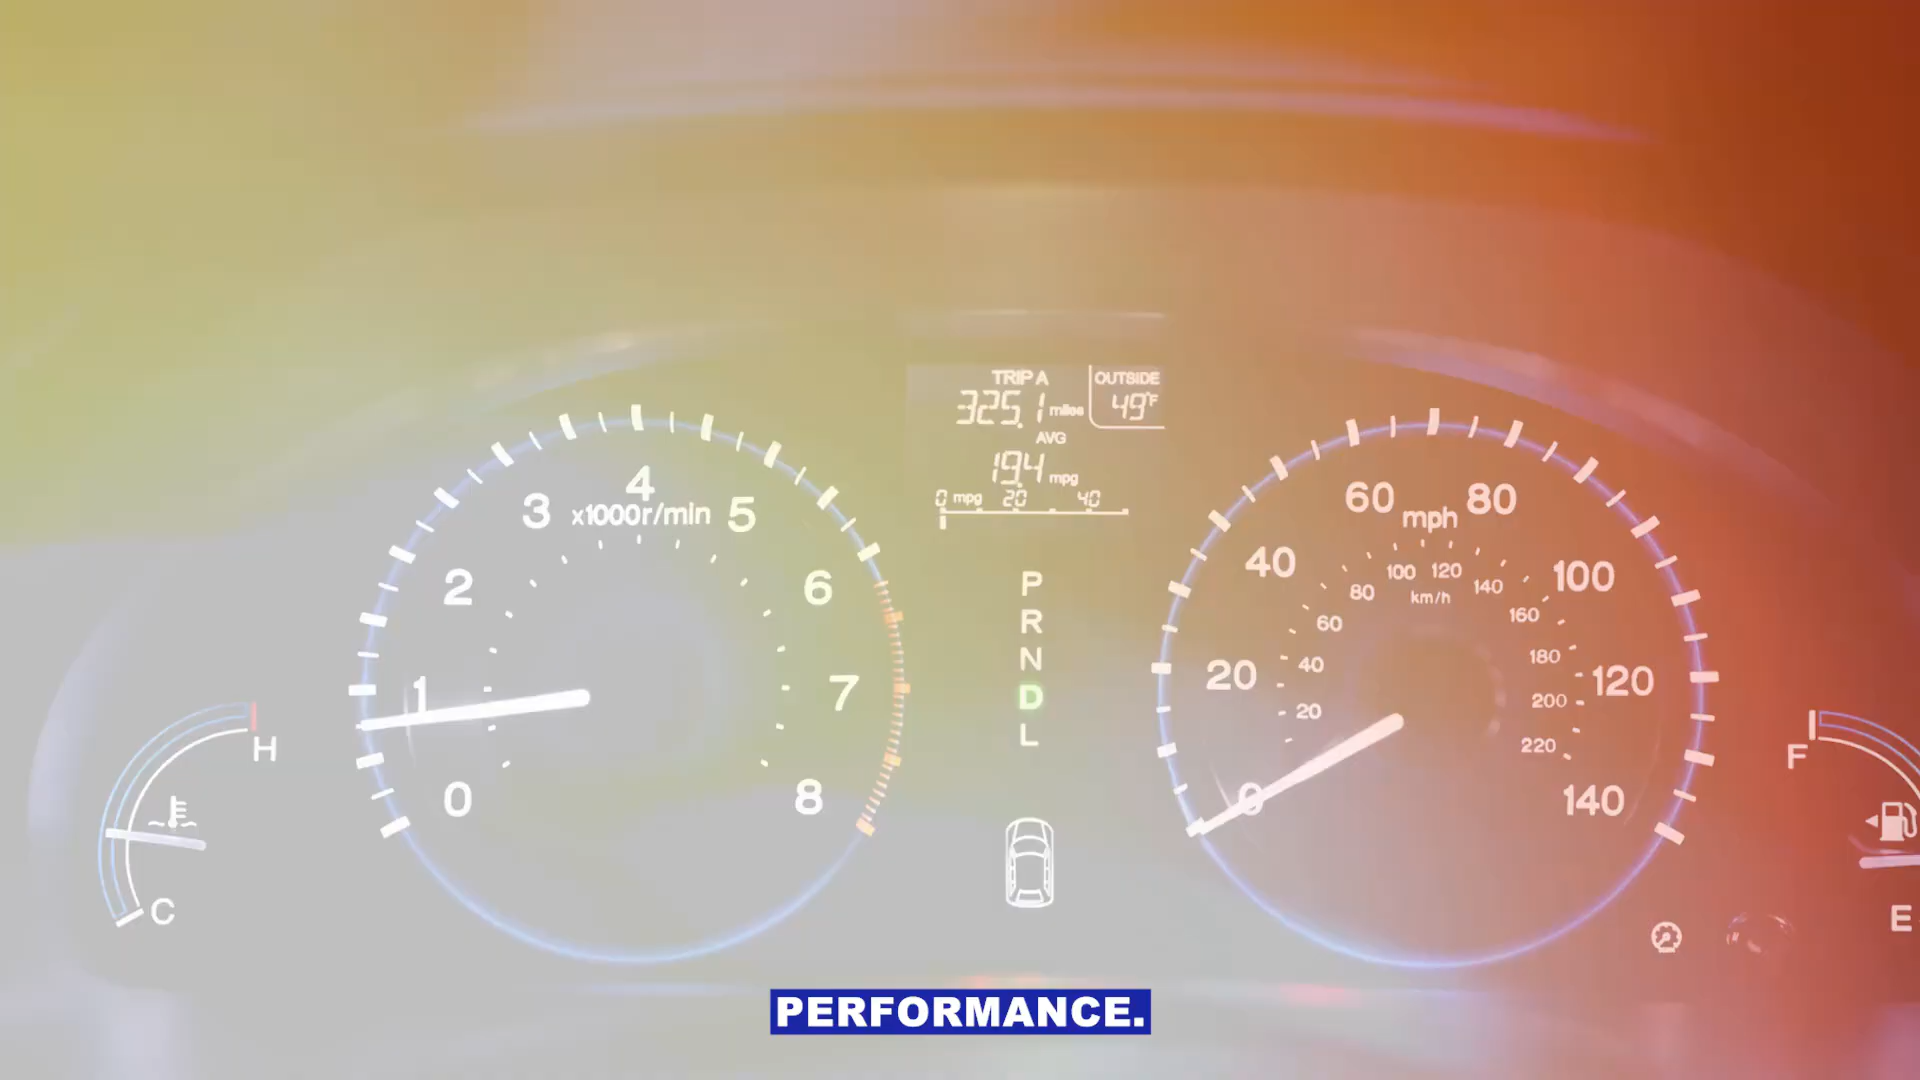 TRIP A
325.1 miles
OUTSIDE
49°F
AVG
19.4 mpg
0 mpg 20 40
0
1
2
3
4
5
6
7
8
x1000r/min
P
R
N
D
L
0
20
40
60
80
100
120
140
mph
20
40
60
80
100
120
140
160
180
200
220
km/h
H
C
F
E
PERFORMANCE.